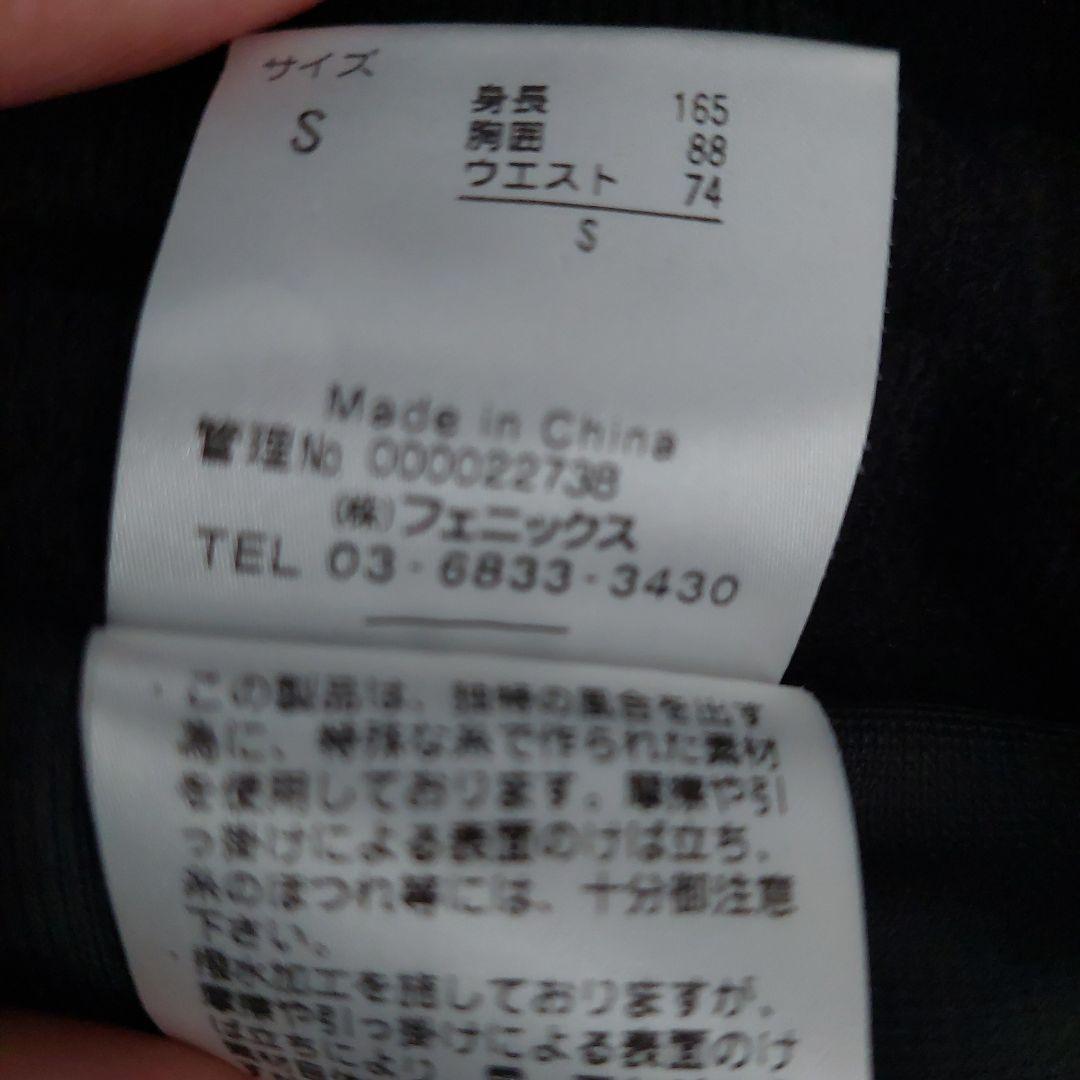 サイズ
S
身長 165
胸囲 88
ウエスト 74
S
Made in China
管理No 000022738
(株)フェニックス
TEL 03・6833・3430
・この製品は、独特の風合を出す
為に、特殊な糸で作られた素材
を使用しております。摩擦や引
っ掛けによる表面のけば立ち、
糸のほつれ等には、十分御注意
下さい。
・撥水加工を施しておりますが、
摩擦や引っ掛けによる表面のけ
ば立ちにより